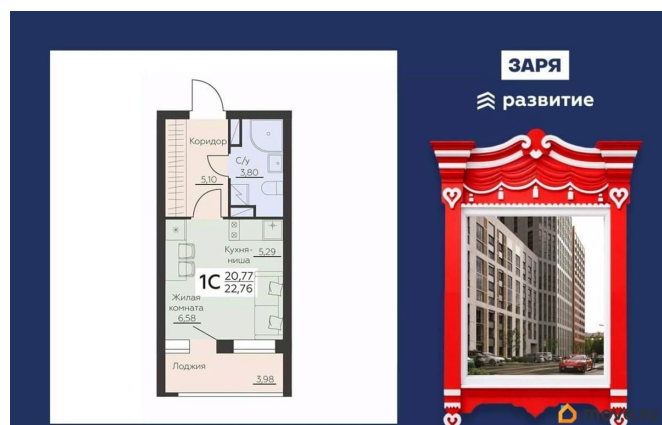 ЗАРЯ
развитие
Коридор
5,10
С/у
3,80
Кухня-
ниша
5,29
1С
20,77
22,76
Жилая
комната
6,58
Лоджия
3,98